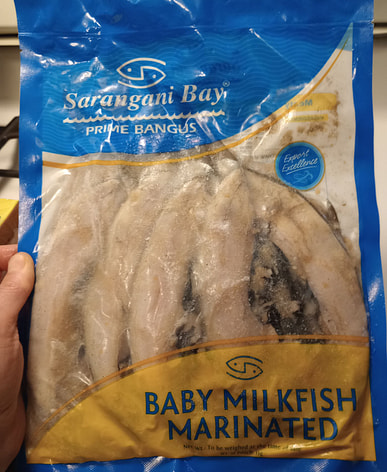 Sarangani Bay®
PRIME BANGUS
Export
Excellence
BABY MILKFISH
MARINATED